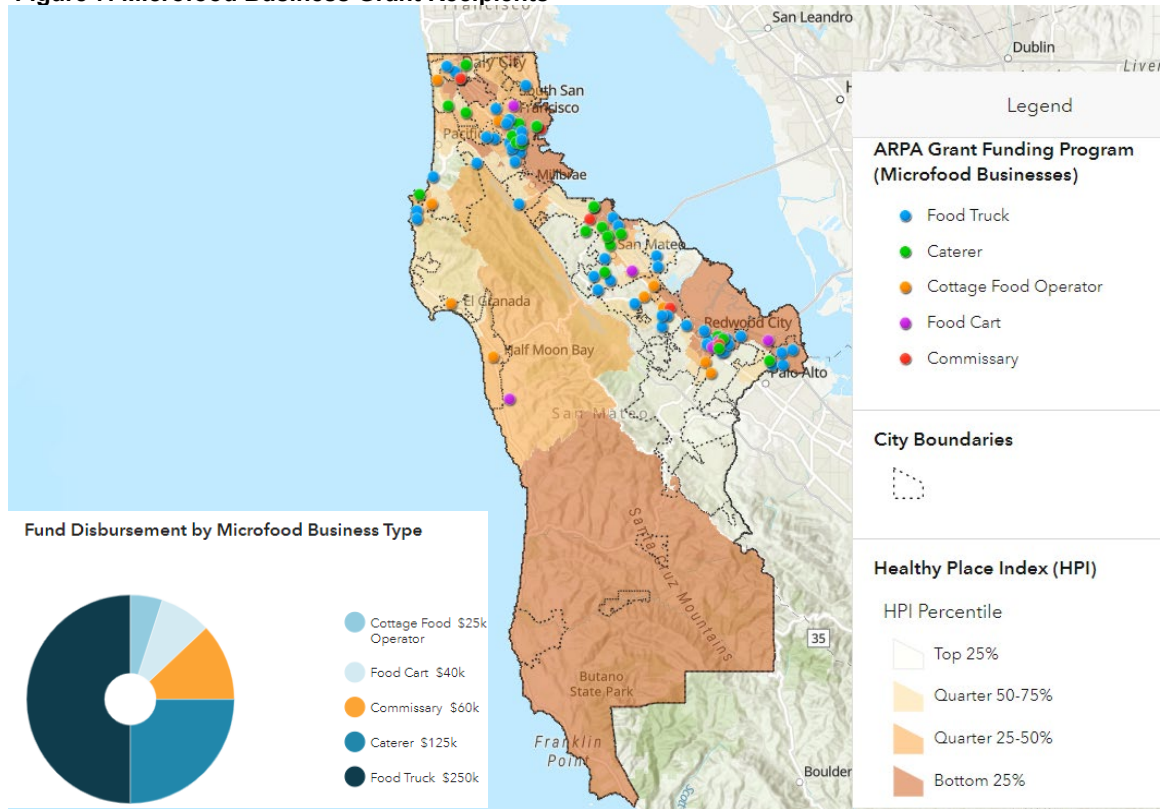 San Leandro
Dublin
Daly City
South San
Francisco
Millbrae
San Mateo
El Granada
Redwood City
Half Moon Bay
Palo Alto
San Mateo
Santa Cruz Mountains
35
Butano
State Park
Franklin
Point
Boulder
Legend
ARPA Grant Funding Program
(Microfood Businesses)
Food Truck
Caterer
Cottage Food Operator
Food Cart
Commissary
City Boundaries
Healthy Place Index (HPI)
HPI Percentile
Top 25%
Quarter 50-75%
Quarter 25-50%
Bottom 25%
Fund Disbursement by Microfood Business Type
Cottage Food $25k
Operator
Food Cart $40k
Commissary $60k
Caterer $125k
Food Truck $250k